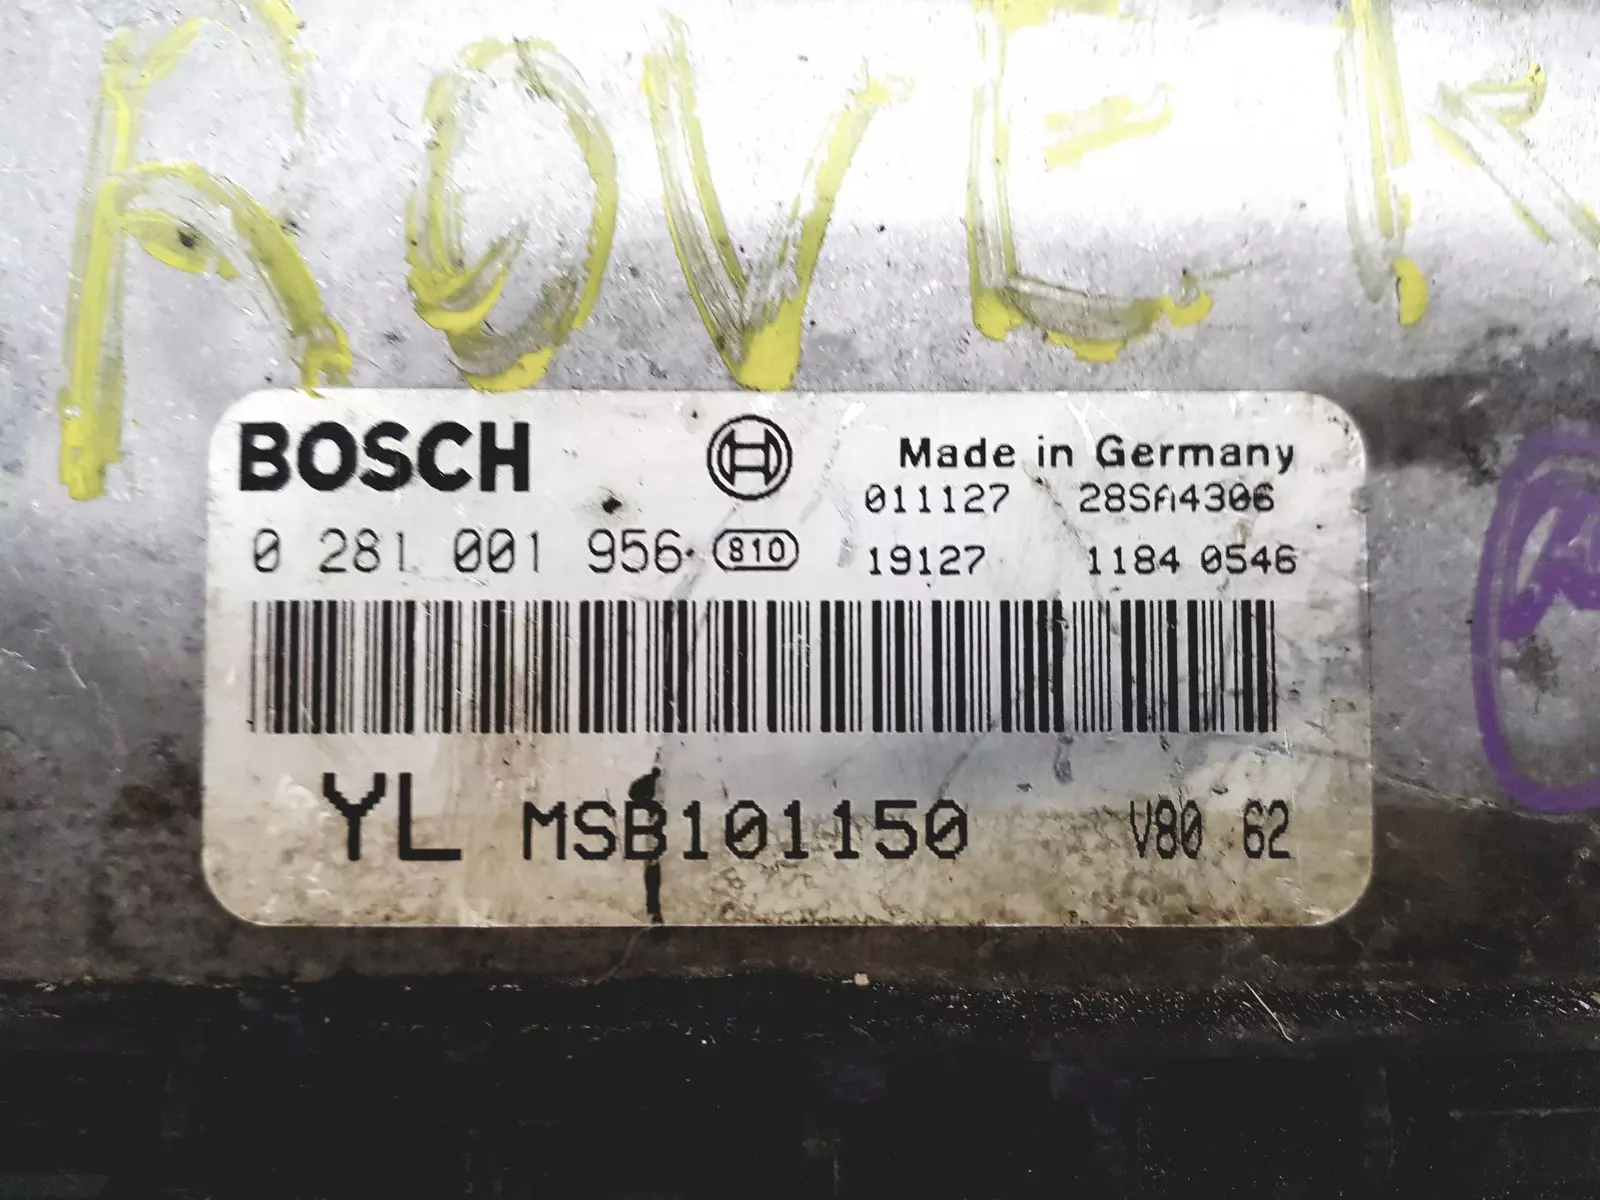 ROVER
BOSCH
Made in Germany
011127 28SA4306
0 281 001 956 810
19127 1184 0546
YL MSB101150 V80 62